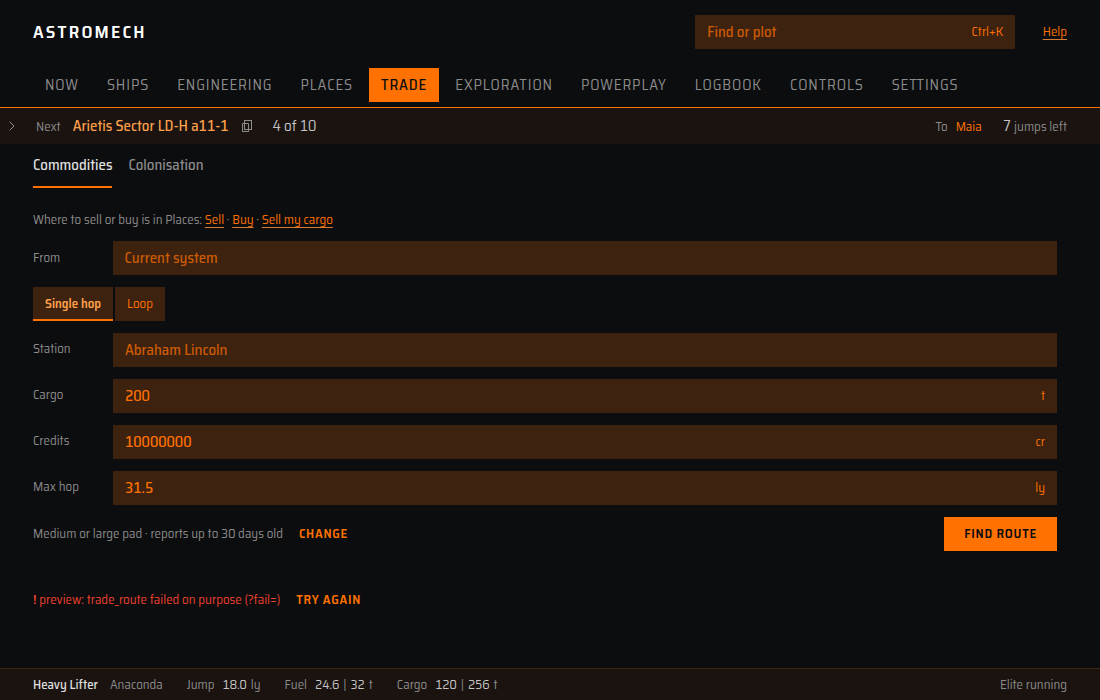 ASTROMECH
Find or plot Ctrl+K Help
NOW SHIPS ENGINEERING PLACES TRADE EXPLORATION POWERPLAY LOGBOOK CONTROLS SETTINGS
Next Arietis Sector LD-H a11-1 4 of 10 To Maia 7 jumps left
Commodities Colonisation
Where to sell or buy is in Places: Sell · Buy · Sell my cargo
From Current system
Single hop Loop
Station Abraham Lincoln
Cargo 200 t
Credits 10000000 cr
Max hop 31.5 ly
Medium or large pad · reports up to 30 days old CHANGE FIND ROUTE
! preview: trade_route failed on purpose (?fail=) TRY AGAIN
Heavy Lifter Anaconda Jump 18.0 ly Fuel 24.6 | 32 t Cargo 120 | 256 t Elite running